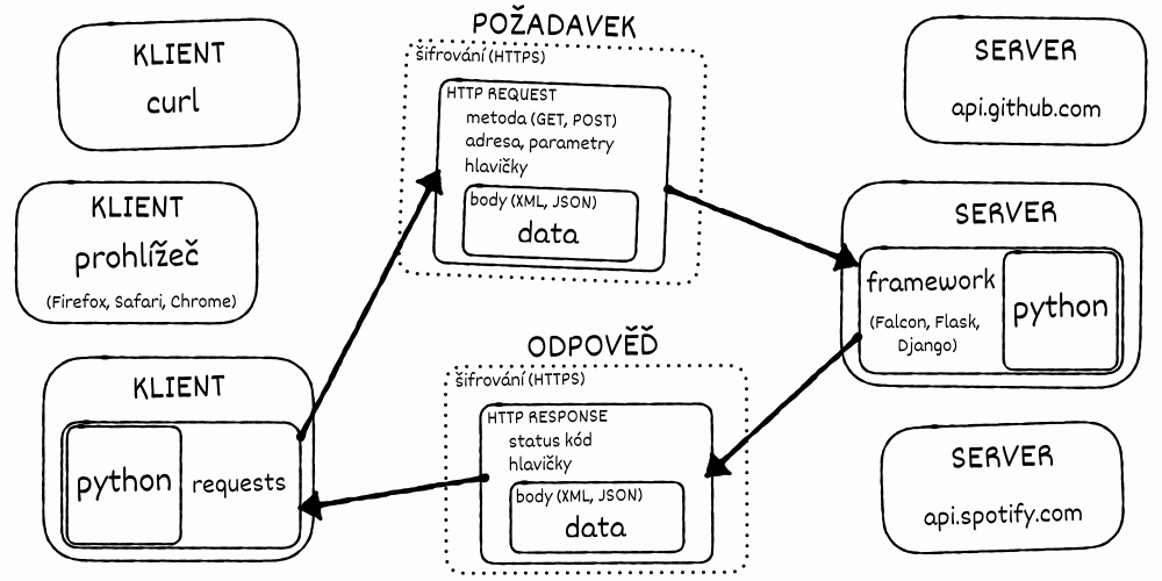 KLIENT
curl
KLIENT
prohlížeč
(Firefox, Safari, Chrome)
KLIENT
python
requests
POŽADAVEK
šifrování (HTTPS)
HTTP REQUEST
metoda (GET, POST)
adresa, parametry
hlavičky
body (XML, JSON)
data
ODPOVĚĎ
šifrování (HTTPS)
HTTP RESPONSE
status kód
hlavičky
body (XML, JSON)
data
SERVER
api.github.com
SERVER
framework
(Falcon, Flask,
Django)
python
SERVER
api.spotify.com